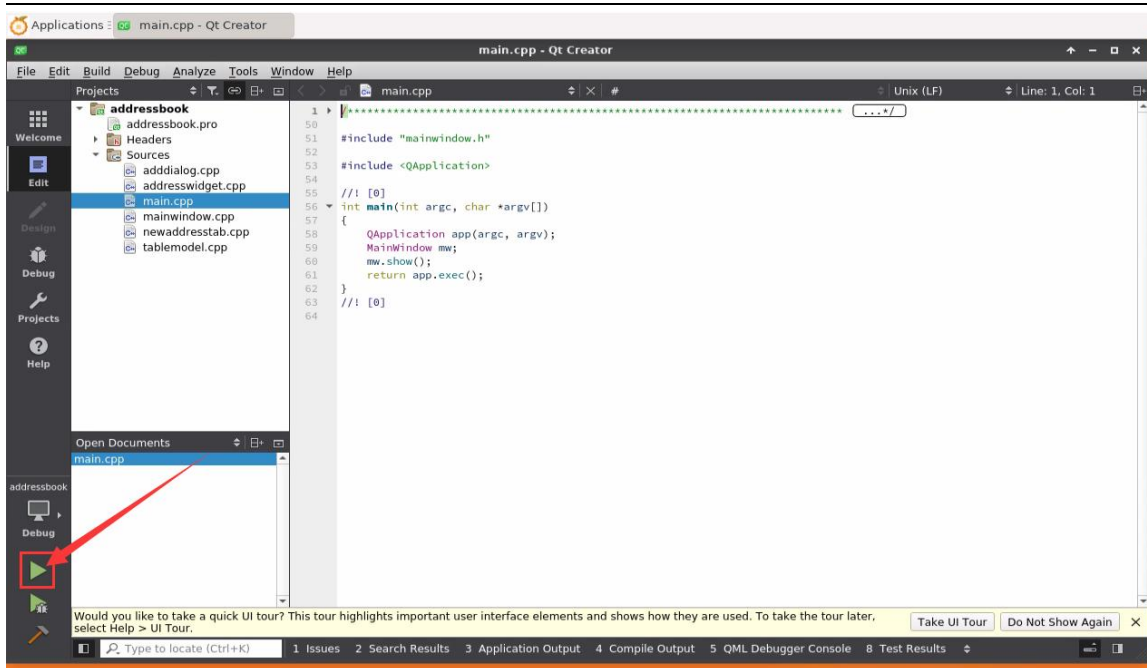 Applications main.cpp - Qt Creator
main.cpp - Qt Creator
File Edit Build Debug Analyze Tools Window Help
Projects
main.cpp
#
Unix (LF)
Line: 1, Col: 1
Welcome
Edit
Design
Debug
Projects
Help
addressbook
addressbook.pro
Headers
Sources
adddialog.cpp
addresswidget.cpp
main.cpp
mainwindow.cpp
newaddresstab.cpp
tablemodel.cpp
Open Documents
main.cpp
addressbook
Debug
1 /**************************************************************************** ...*/
50
51 #include "mainwindow.h"
52
53 #include <QApplication>
54
55 //! [0]
56 int main(int argc, char *argv[])
57 {
58     QApplication app(argc, argv);
59     MainWindow mw;
60     mw.show();
61     return app.exec();
62 }
63 //! [0]
64
Would you like to take a quick UI tour? This tour highlights important user interface elements and shows how they are used. To take the tour later,
select Help > UI Tour.
Take UI Tour
Do Not Show Again
Type to locate (Ctrl+K)
1 Issues 2 Search Results 3 Application Output 4 Compile Output 5 QML Debugger Console 8 Test Results